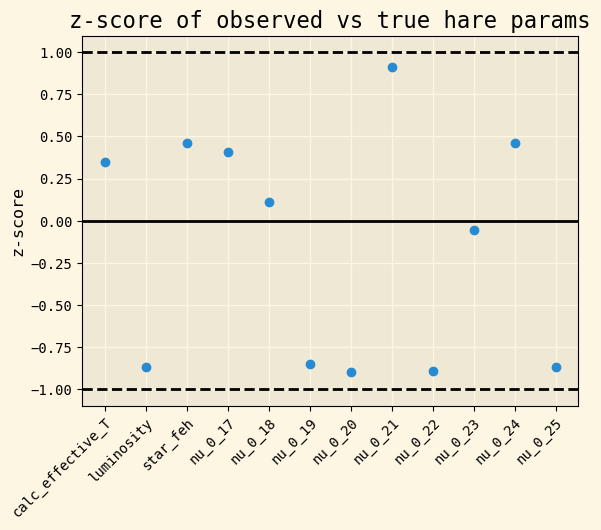 z-score of observed vs true hare params
z-score
1.00
0.75
0.50
0.25
0.00
−0.25
−0.50
−0.75
−1.00
calc_effective_T
luminosity
star_feh
nu_0_17
nu_0_18
nu_0_19
nu_0_20
nu_0_21
nu_0_22
nu_0_23
nu_0_24
nu_0_25